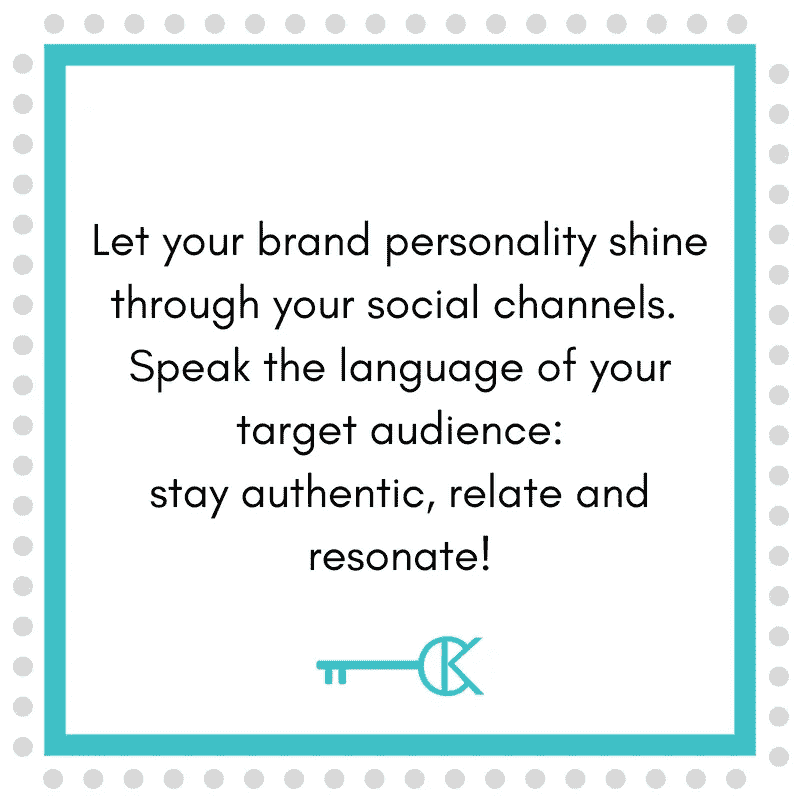 Let your brand personality shine
through your social channels.
Speak the language of your
target audience:
stay authentic, relate and
resonate!
CK